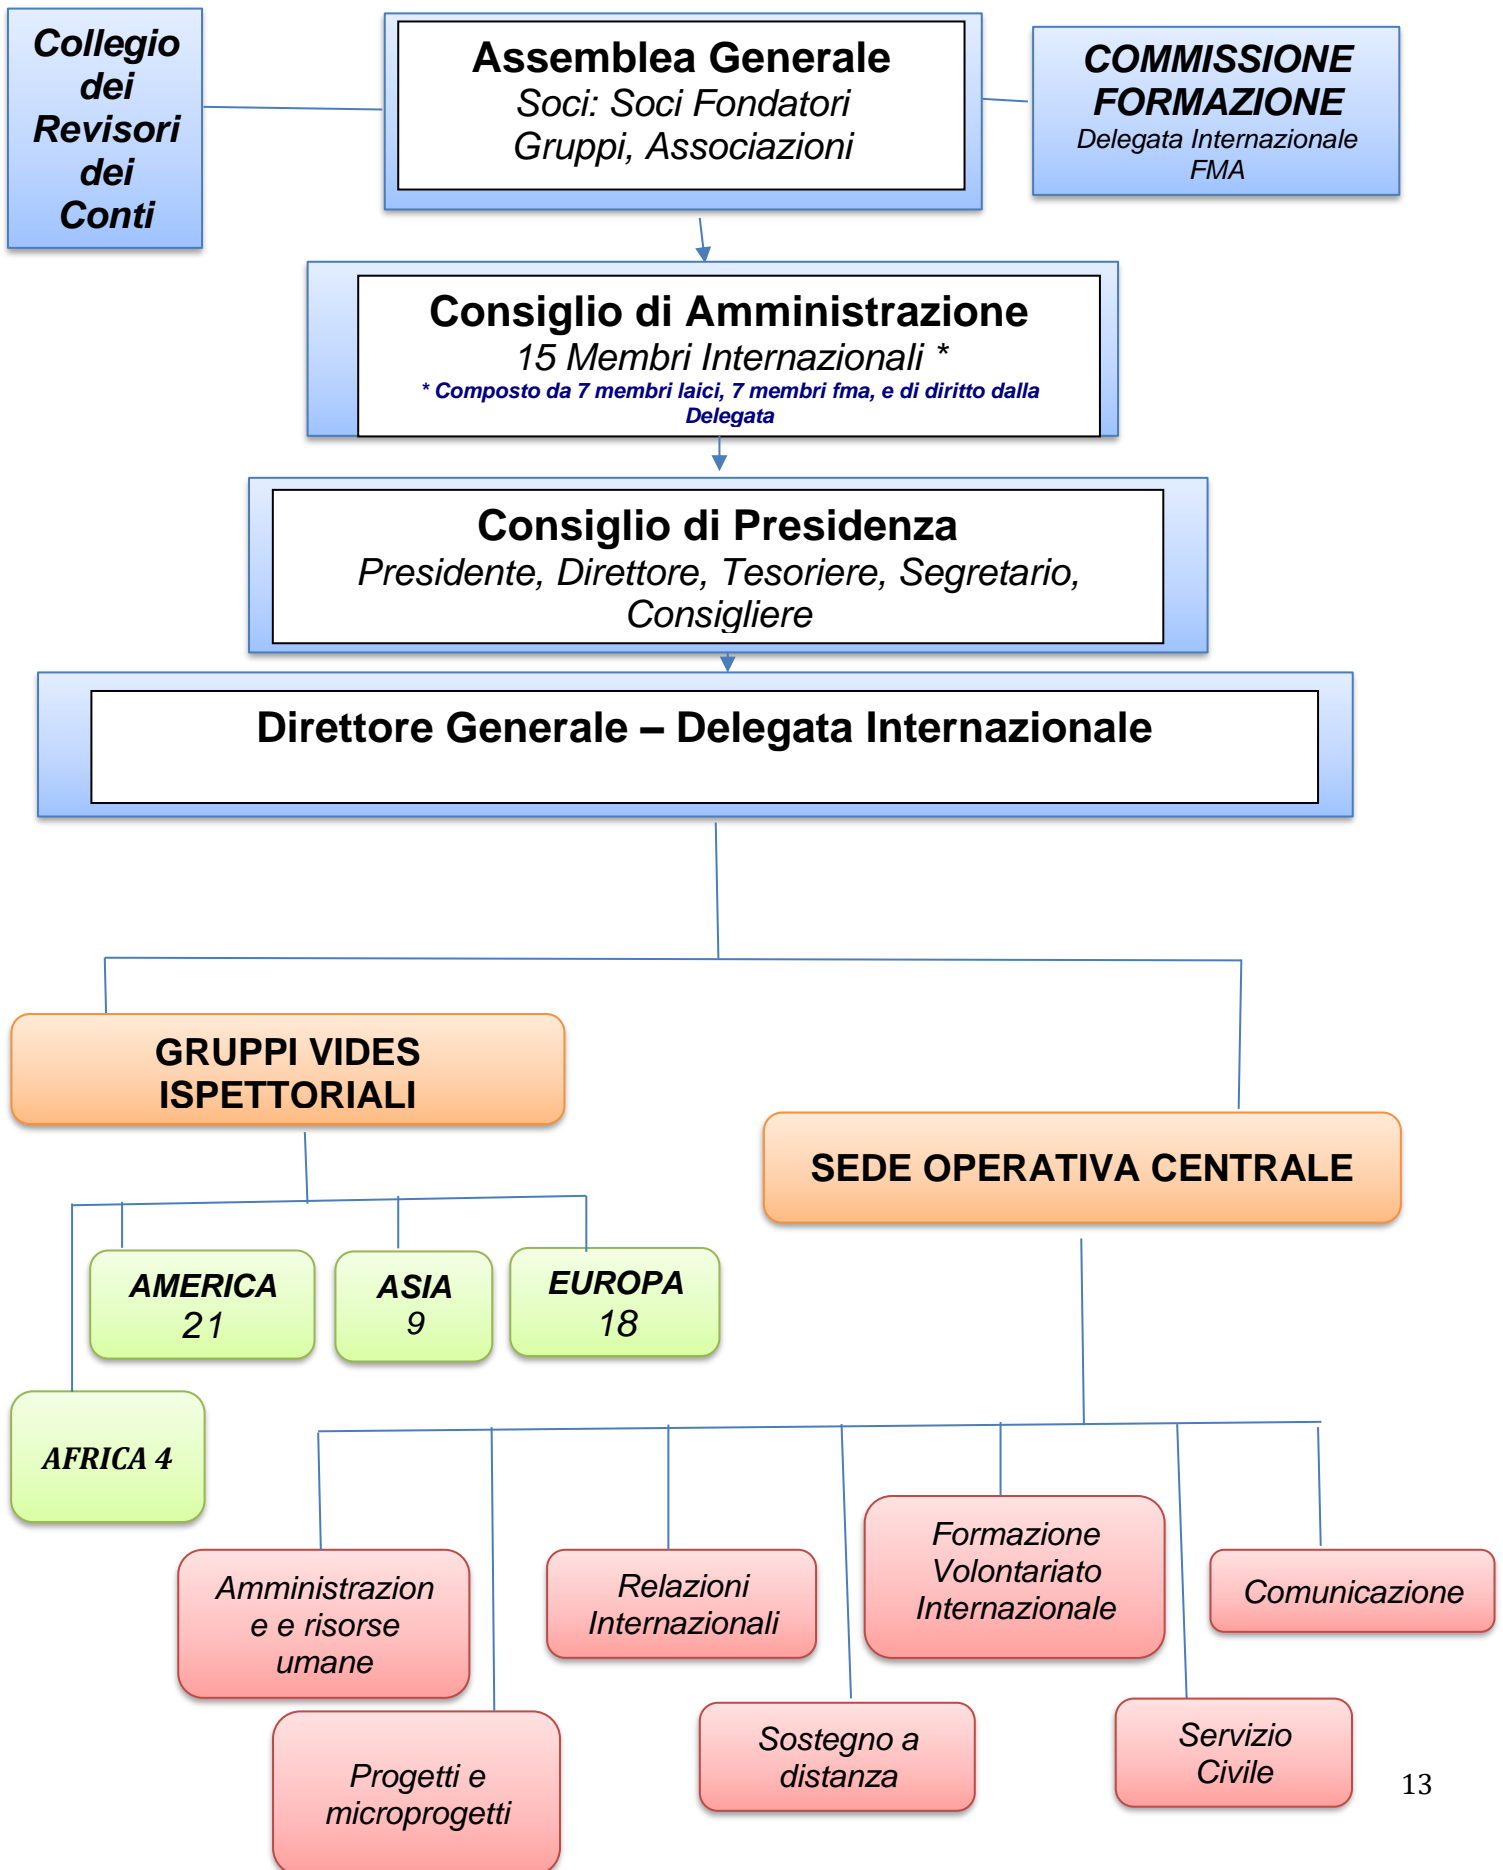 Collegio
dei
Revisori
dei
Conti
Assemblea Generale
Soci: Soci Fondatori
Gruppi, Associazioni
COMMISSIONE
FORMAZIONE
Delegata Internazionale
FMA
Consiglio di Amministrazione
15 Membri Internazionali *
* Composto da 7 membri laici, 7 membri fma, e di diritto dalla
Delegata
Consiglio di Presidenza
Presidente, Direttore, Tesoriere, Segretario,
Consigliere
Direttore Generale – Delegata Internazionale
GRUPPI VIDES
ISPETTORIALI
SEDE OPERATIVA CENTRALE
AMERICA
21
ASIA
9
EUROPA
18
AFRICA 4
Amministrazion
e e risorse
umane
Relazioni
Internazionali
Formazione
Volontariato
Internazionale
Comunicazione
Progetti e
microprogetti
Sostegno a
distanza
Servizio
Civile
13